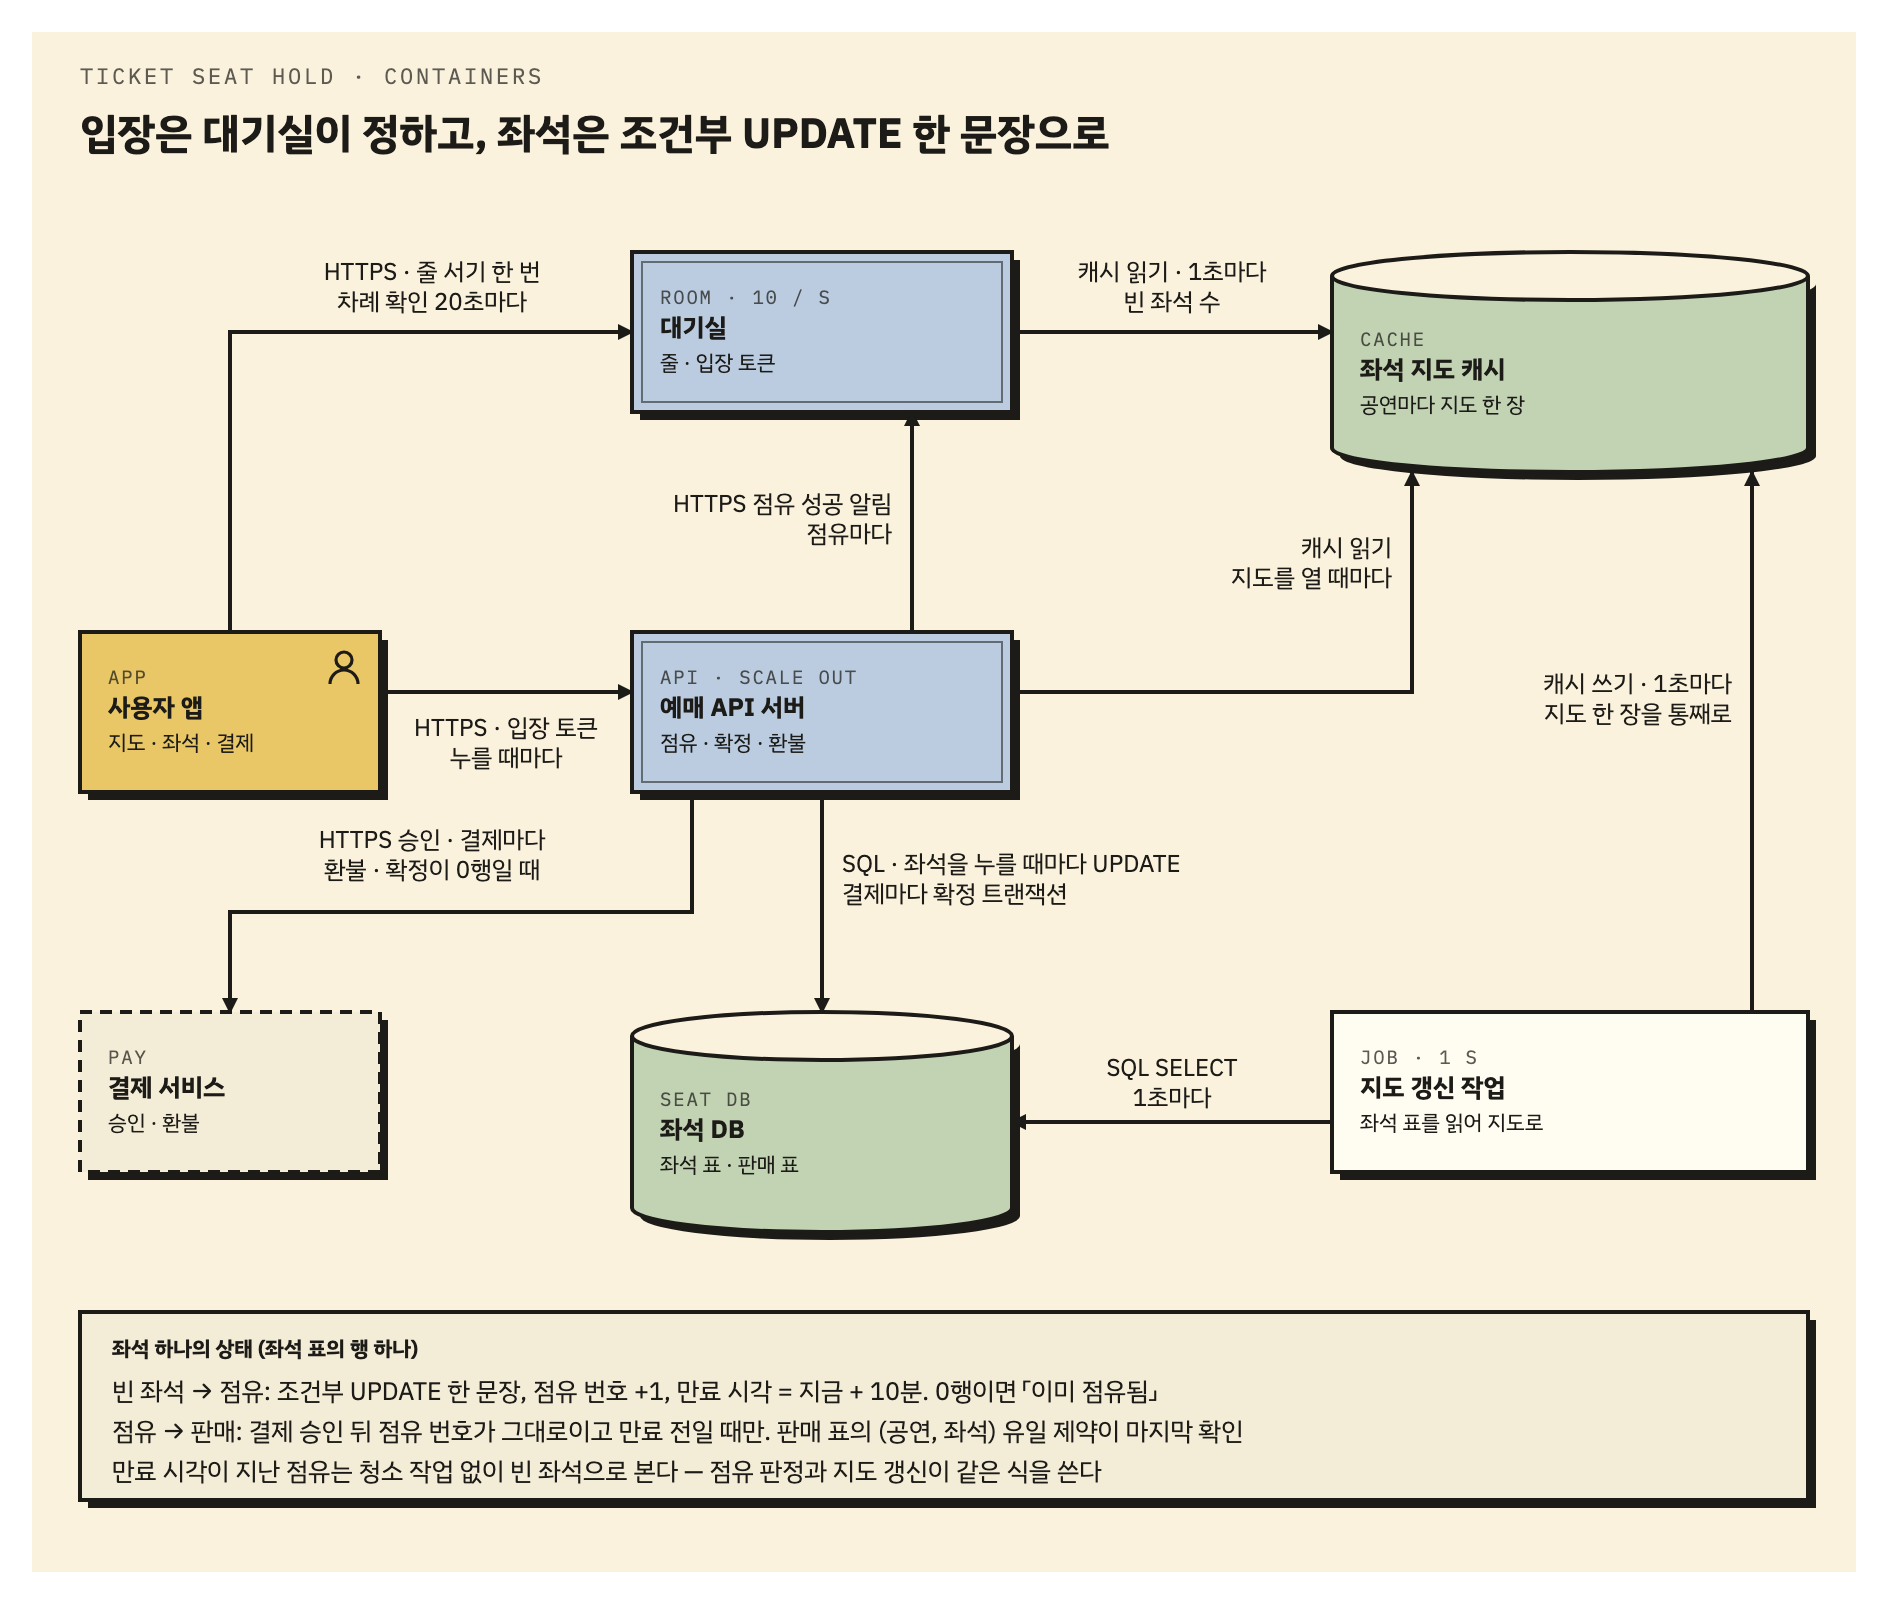 TICKET SEAT HOLD · CONTAINERS
입장은 대기실이 정하고, 좌석은 조건부 UPDATE 한 문장으로
HTTPS · 줄 서기 한 번
차례 확인 20초마다
ROOM · 10 / S
대기실
줄 · 입장 토큰
캐시 읽기 · 1초마다
빈 좌석 수
CACHE
좌석 지도 캐시
공연마다 지도 한 장
HTTPS 점유 성공 알림
점유마다
캐시 읽기
지도를 열 때마다
APP
사용자 앱
지도 · 좌석 · 결제
HTTPS · 입장 토큰
누를 때마다
API · SCALE OUT
예매 API 서버
점유 · 확정 · 환불
캐시 쓰기 · 1초마다
지도 한 장을 통째로
HTTPS 승인 · 결제마다
환불 · 확정이 0행일 때
SQL · 좌석을 누를 때마다 UPDATE
결제마다 확정 트랜잭션
PAY
결제 서비스
승인 · 환불
SEAT DB
좌석 DB
좌석 표 · 판매 표
SQL SELECT
1초마다
JOB · 1 S
지도 갱신 작업
좌석 표를 읽어 지도로
좌석 하나의 상태 (좌석 표의 행 하나)
빈 좌석 → 점유: 조건부 UPDATE 한 문장, 점유 번호 +1, 만료 시각 = 지금 + 10분. 0행이면 「이미 점유됨」
점유 → 판매: 결제 승인 뒤 점유 번호가 그대로이고 만료 전일 때만. 판매 표의 (공연, 좌석) 유일 제약이 마지막 확인
만료 시각이 지난 점유는 청소 작업 없이 빈 좌석으로 본다 — 점유 판정과 지도 갱신이 같은 식을 쓴다